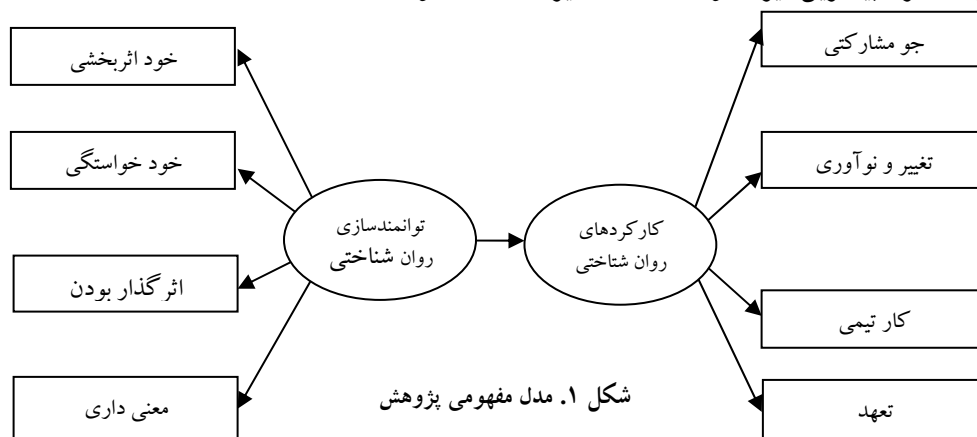 جو مشارکتی
خود اثربخشی
تغییر و نوآوری
خود خواستگی
کارکردهای
روان شتاختی
توانمندسازی
روان شناختی
اثر گذار بودن
کار تیمی
شکل ۱. مدل مفهومی پژوهش
تعهد
معنی داری